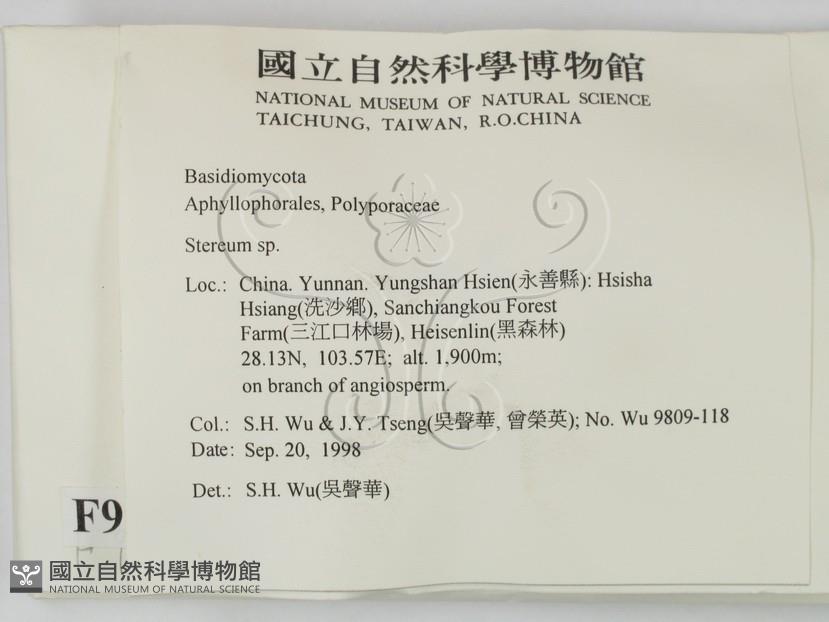 國立自然科學博物館
NATIONAL MUSEUM OF NATURAL SCIENCE
TAICHUNG, TAIWAN, R.O.CHINA
Basidiomycota
Aphyllophorales, Polyporaceae
Stereum sp.
Loc.: China. Yunnan. Yungshan Hsien(永善縣): Hsisha
Hsiang(洗沙鄉), Sanchiangkou Forest
Farm(三江口林場), Heisenlin(黑森林)
28.13N, 103.57E; alt. 1,900m;
on branch of angiosperm.
Col.: S.H. Wu & J.Y. Tseng(吳聲華, 曾榮英); No. Wu 9809-118
Date: Sep. 20, 1998
Det.: S.H. Wu(吳聲華)
F9
國立自然科學博物館
NATIONAL MUSEUM OF NATURAL SCIENCE